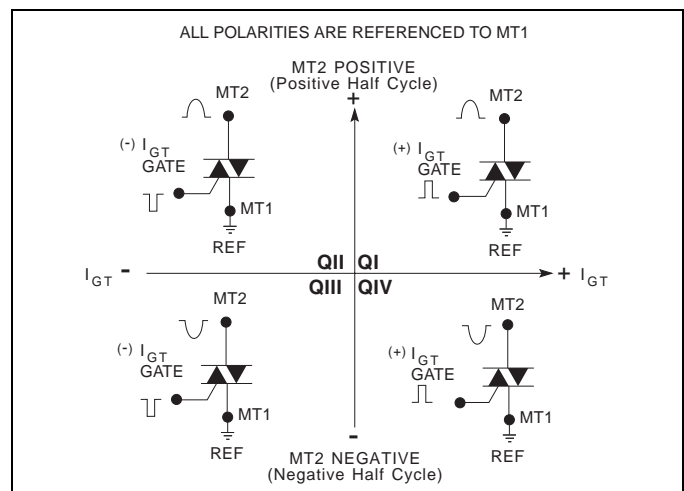 ALL POLARITIES ARE REFERENCED TO MT1
MT2 POSITIVE
(Positive Half Cycle)
+
MT2
(-) IGT
GATE
MT1
REF
MT2
(+) IGT
GATE
MT1
REF
QII QI
IGT -
+ IGT
QIII QIV
MT2
(-) IGT
GATE
MT1
REF
MT2
(+) IGT
GATE
MT1
REF
-
MT2 NEGATIVE
(Negative Half Cycle)